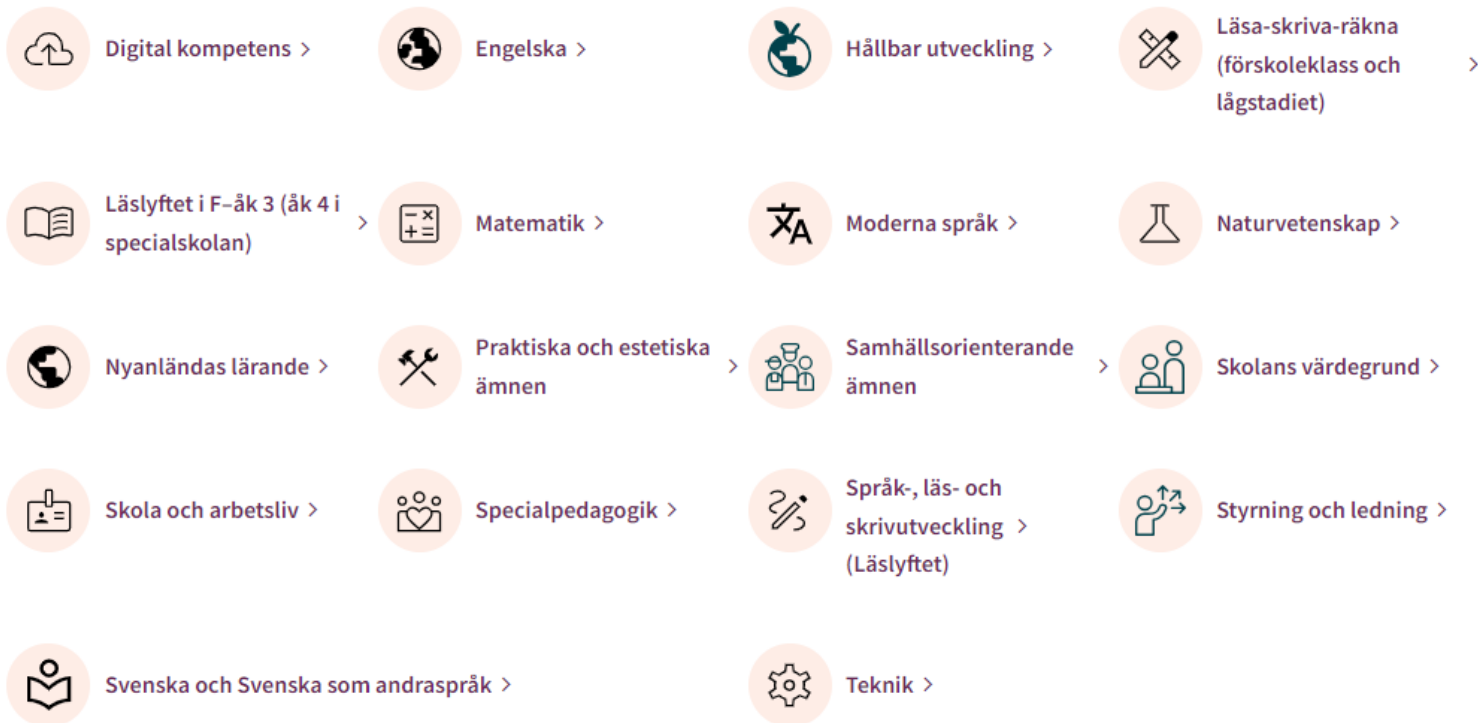 Digital kompetens >
Engelska >
Hållbar utveckling >
Läsa-skriva-räkna
(förskoleklass och >
lågstadiet)
Läslyftet i F–åk 3 (åk 4 i >
specialskolan)
Matematik >
Moderna språk >
Naturvetenskap >
Nyanländas lärande >
Praktiska och estetiska >
ämnen
Samhällsorienterande >
ämnen
Skolans värdegrund >
Skola och arbetsliv >
Specialpedagogik >
Språk-, läs- och
skrivutveckling >
(Läslyftet)
Styrning och ledning >
Svenska och Svenska som andraspråk >
Teknik >